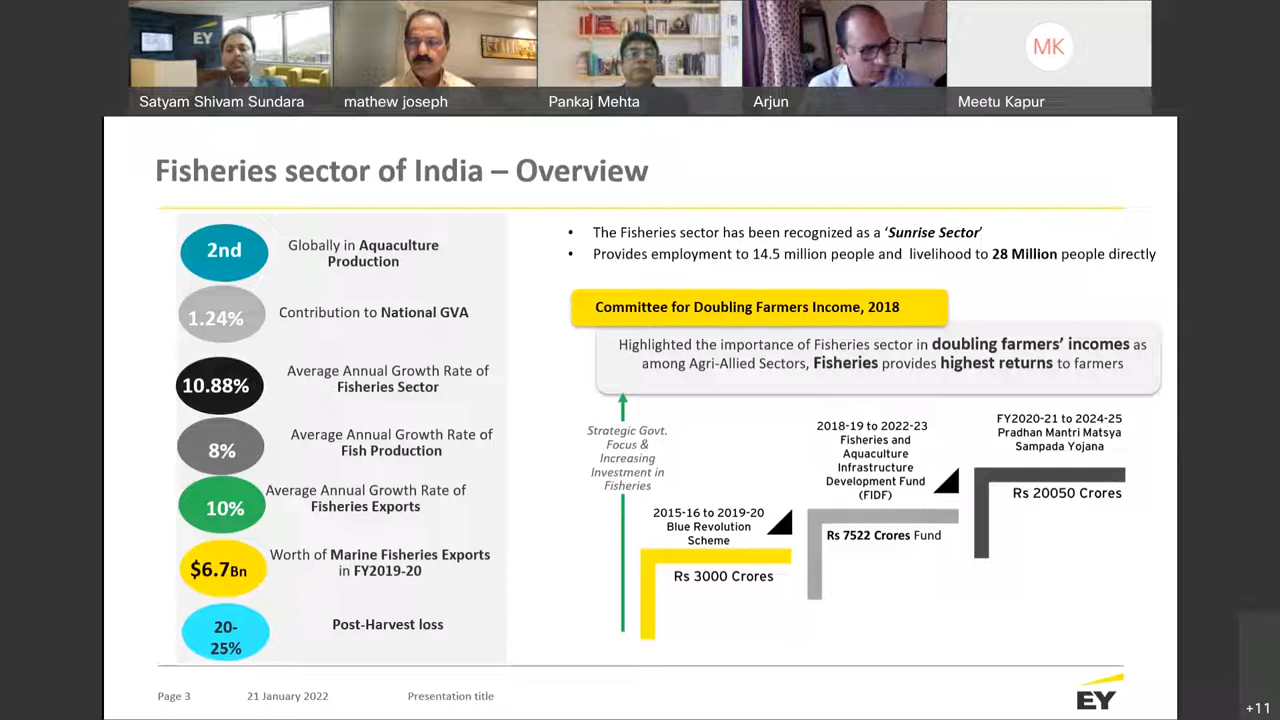 EY
MK
Satyam Shivam Sundara
mathew joseph
Pankaj Mehta
Arjun
Meetu Kapur
Fisheries sector of India – Overview
2nd
Globally in Aquaculture
Production
1.24%
Contribution to National GVA
10.88%
Average Annual Growth Rate of
Fisheries Sector
8%
Average Annual Growth Rate of
Fish Production
10%
Average Annual Growth Rate of
Fisheries Exports
$6.7Bn
Worth of Marine Fisheries Exports
in FY2019-20
20-
25%
Post-Harvest loss
• The Fisheries sector has been recognized as a ‘Sunrise Sector’
• Provides employment to 14.5 million people and livelihood to 28 Million people directly
Committee for Doubling Farmers Income, 2018
Highlighted the importance of Fisheries sector in doubling farmers’ incomes as
among Agri-Allied Sectors, Fisheries provides highest returns to farmers
Strategic Govt.
Focus &
Increasing
Investment in
Fisheries
2015-16 to 2019-20
Blue Revolution
Scheme
Rs 3000 Crores
2018-19 to 2022-23
Fisheries and
Aquaculture
Infrastructure
Development Fund
(FIDF)
Rs 7522 Crores Fund
FY2020-21 to 2024-25
Pradhan Mantri Matsya
Sampada Yojana
Rs 20050 Crores
Page 3
21 January 2022
Presentation title
EY
+11